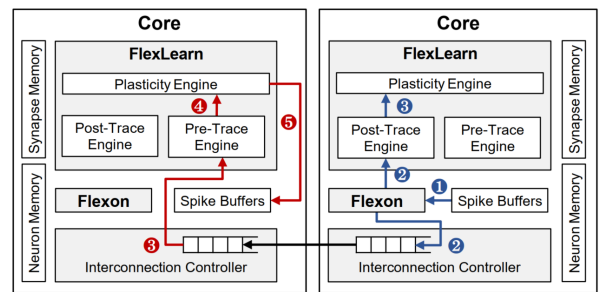 Core
FlexLearn
Plasticity Engine
4
5
Post-Trace Engine
Pre-Trace Engine
Synapse Memory
Neuron Memory
Flexon
Spike Buffers
3
Interconnection Controller
Core
FlexLearn
Plasticity Engine
3
Post-Trace Engine
Pre-Trace Engine
2
1
Flexon
Spike Buffers
2
Interconnection Controller
Synapse Memory
Neuron Memory